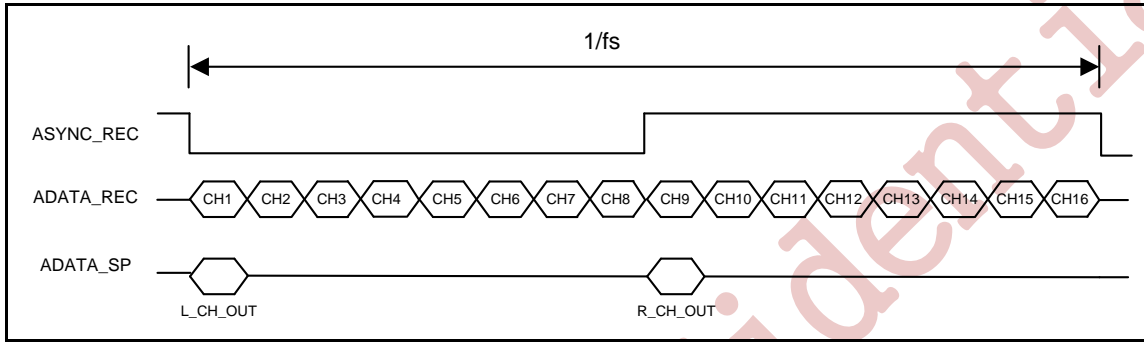 1/fs
ASYNC_REC
ADATA_REC
CH1 CH2 CH3 CH4 CH5 CH6 CH7 CH8 CH9 CH10 CH11 CH12 CH13 CH14 CH15 CH16
ADATA_SP
L_CH_OUT R_CH_OUT
identi